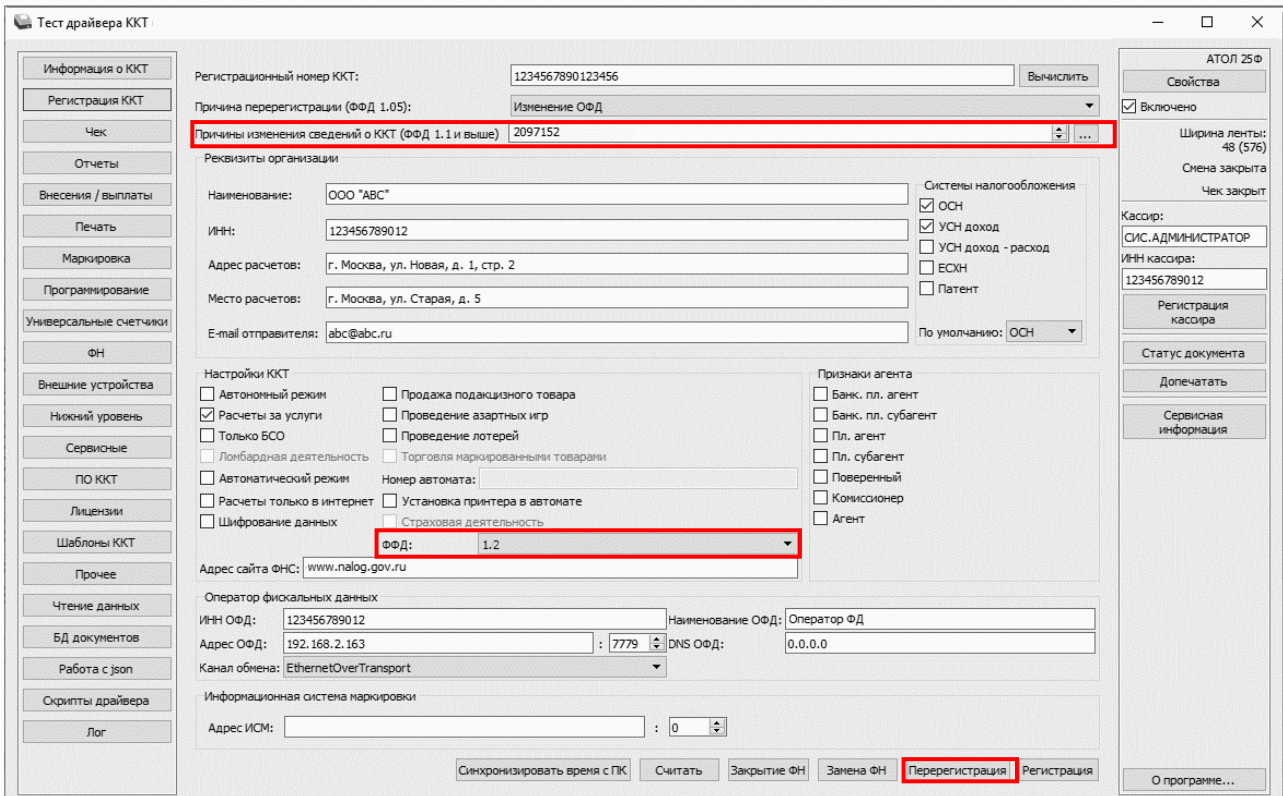 Тест драйвера ККТ
Информация о ККТ
Регистрация ККТ
Чек
Отчеты
Внесения / выплаты
Печать
Маркировка
Программирование
Универсальные счетчики
ФН
Внешние устройства
Нижний уровень
Сервисные
ПО ККТ
Лицензии
Шаблоны ККТ
Прочее
Чтение данных
БД документов
Работа с json
Скрипты драйвера
Лог
Регистрационный номер ККТ: 1234567890123456 Вычислить
Причина перерегистрации (ФФД 1.05): Изменение ОФД
Причины изменения сведений о ККТ (ФФД 1.1 и выше) 2097152 ...
Реквизиты организации
Наименование: ООО "АВС"
ИНН: 123456789012
Адрес расчетов: г. Москва, ул. Новая, д. 1, стр. 2
Место расчетов: г. Москва, ул. Старая, д. 5
E-mail отправителя: abc@abc.ru
Системы налогообложения
ОСН
УСН доход
УСН доход - расход
ЕСХН
Патент
По умолчанию: ОСН
Настройки ККТ
Автономный режим Продажа подакцизного товара
Расчеты за услуги Проведение азартных игр
Только БСО Проведение лотерей
Ломбардная деятельность Торговля маркированными товарами
Автоматический режим Номер автомата:
Расчеты только в интернет Установка принтера в автомате
Шифрование данных Страховая деятельность
ФФД: 1.2
Адрес сайта ФНС: www.nalog.gov.ru
Признаки агента
Банк. пл. агент
Банк. пл. субагент
Пл. агент
Пл. субагент
Поверенный
Комиссионер
Агент
Оператор фискальных данных
ИНН ОФД: 123456789012 Наименование ОФД: Оператор ФД
Адрес ОФД: 192.168.2.163 : 7779 DNS ОФД: 0.0.0.0
Канал обмена: EthernetOverTransport
Информационная система маркировки
Адрес ИСМ: : 0
Синхронизировать время с ПК Считать Закрытие ФН Замена ФН Перерегистрация Регистрация
АТОЛ 25Ф
Свойства
Включено
Ширина ленты:
48 (576)
Смена закрыта
Чек закрыт
Кассир:
СИС.АДМИНИСТРАТОР
ИНН кассира:
123456789012
Регистрация
кассира
Статус документа
Допечатать
Сервисная
информация
О программе...